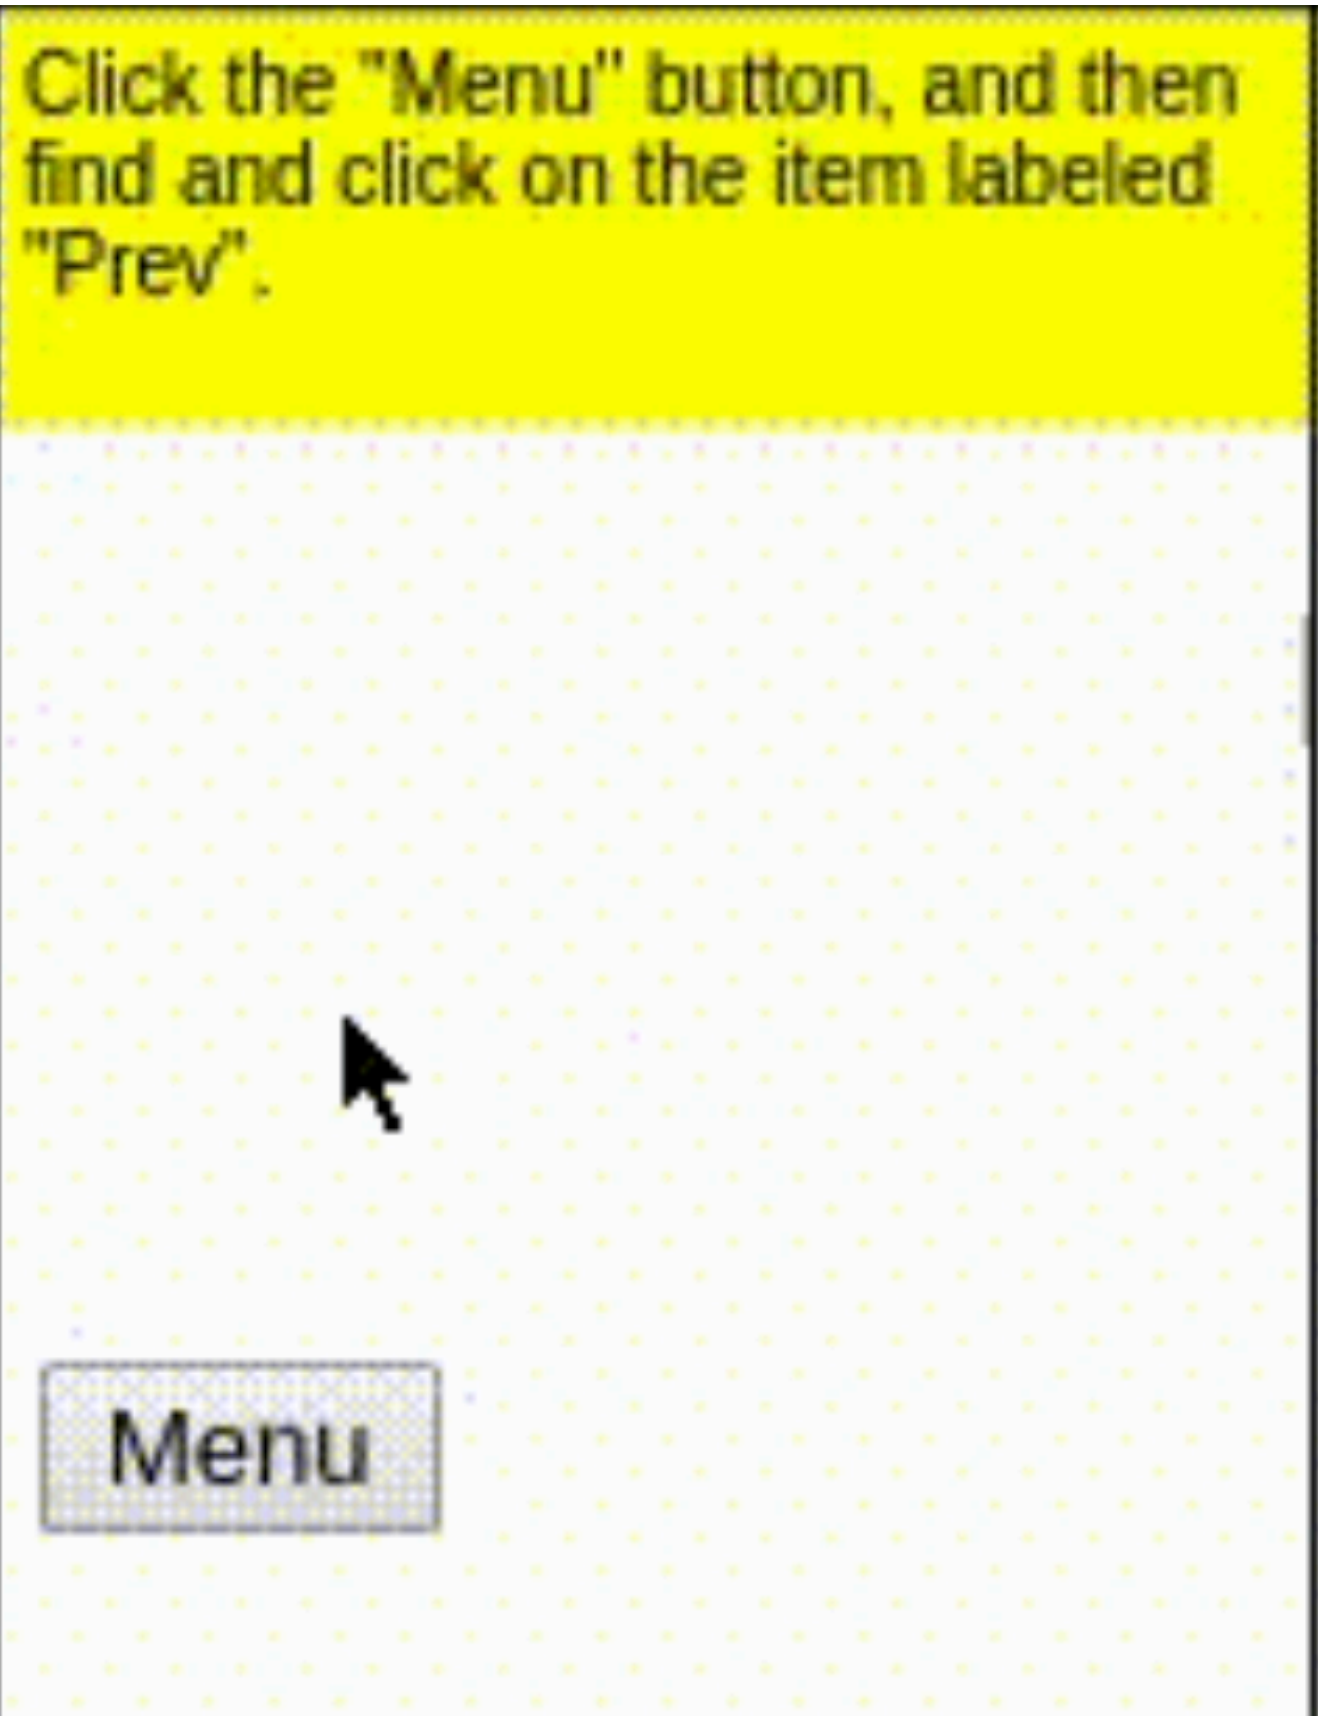 Click the "Menu" button, and then
find and click on the item labeled
"Prev".
Menu